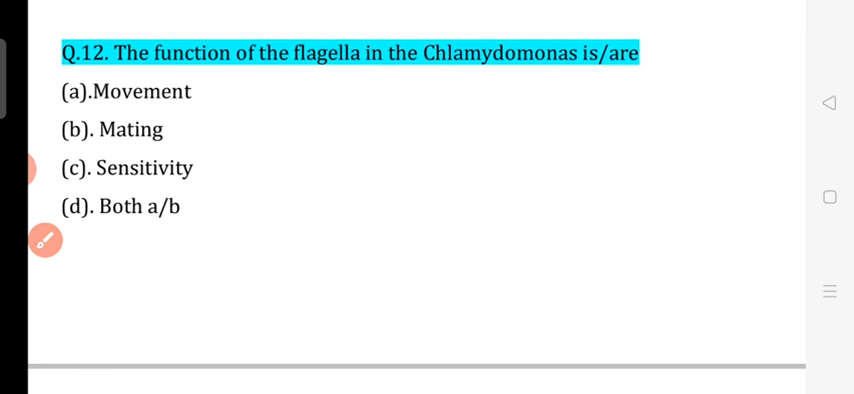 Q.12. The function of the flagella in the Chlamydomonas is/are
(a).Movement
(b). Mating
(c). Sensitivity
(d). Both a/b